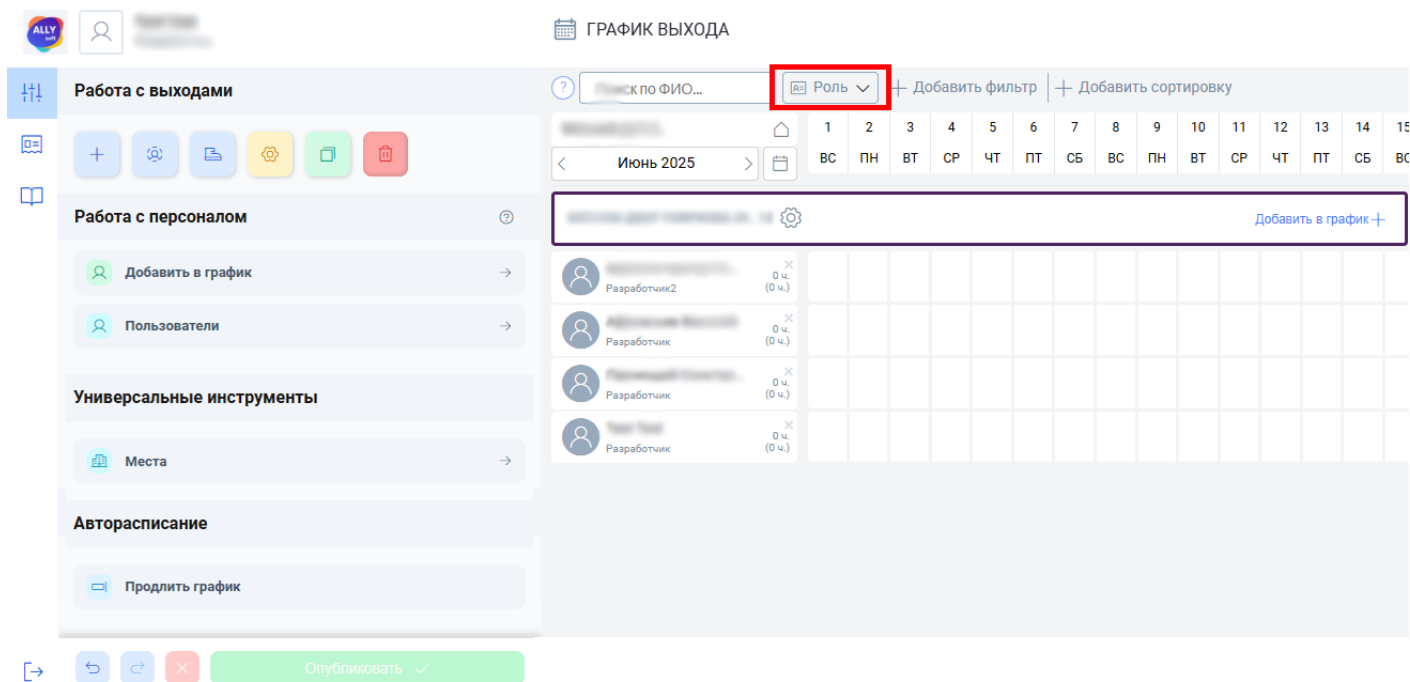 ALLY
soft
ГРАФИК ВЫХОДА
Работа с выходами
Работа с персоналом
Добавить в график
Пользователи
Универсальные инструменты
Места
Авторасписание
Продлить график
Опубликовать
? по ФИО...
Роль
Добавить фильтр
Добавить сортировку
1 2 3 4 5 6 7 8 9 10 11 12 13 14 15
Июнь 2025
ВС ПН ВТ СР ЧТ ПТ СБ ВС ПН ВТ СР ЧТ ПТ СБ ВС
Добавить в график
0 ч.
Разработчик2
(0 ч.)
0 ч.
Разработчик
(0 ч.)
0 ч.
Разработчик
(0 ч.)
0 ч.
Разработчик
(0 ч.)